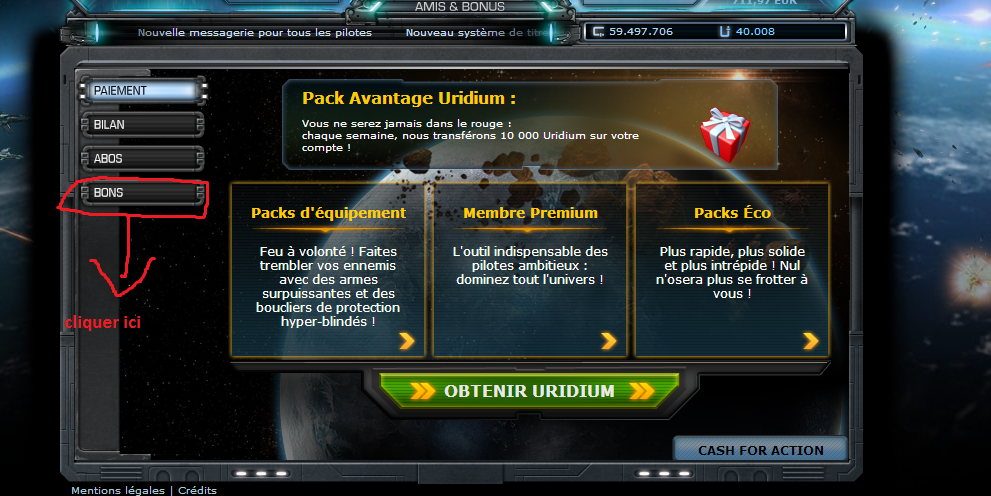 711,97 EUR
AMIS & BONUS
Nouvelle messagerie pour tous les pilotes Nouveau système de titre
59.497.706 40.008
PAIEMENT
BILAN
ABOS
BONS
cliquer ici
Pack Avantage Uridium :
Vous ne serez jamais dans le rouge :
chaque semaine, nous transférons 10 000 Uridium sur votre
compte !
Packs d'équipement
Feu à volonté ! Faites
trembler vos ennemis
avec des armes
surpuissantes et des
boucliers de protection
hyper-blindés !
Membre Premium
L'outil indispensable des
pilotes ambitieux :
dominez tout l'univers !
Packs Éco
Plus rapide, plus solide
et plus intrépide ! Nul
n'osera plus se frotter à
vous !
OBTENIR URIDIUM
CASH FOR ACTION
Mentions légales | Crédits